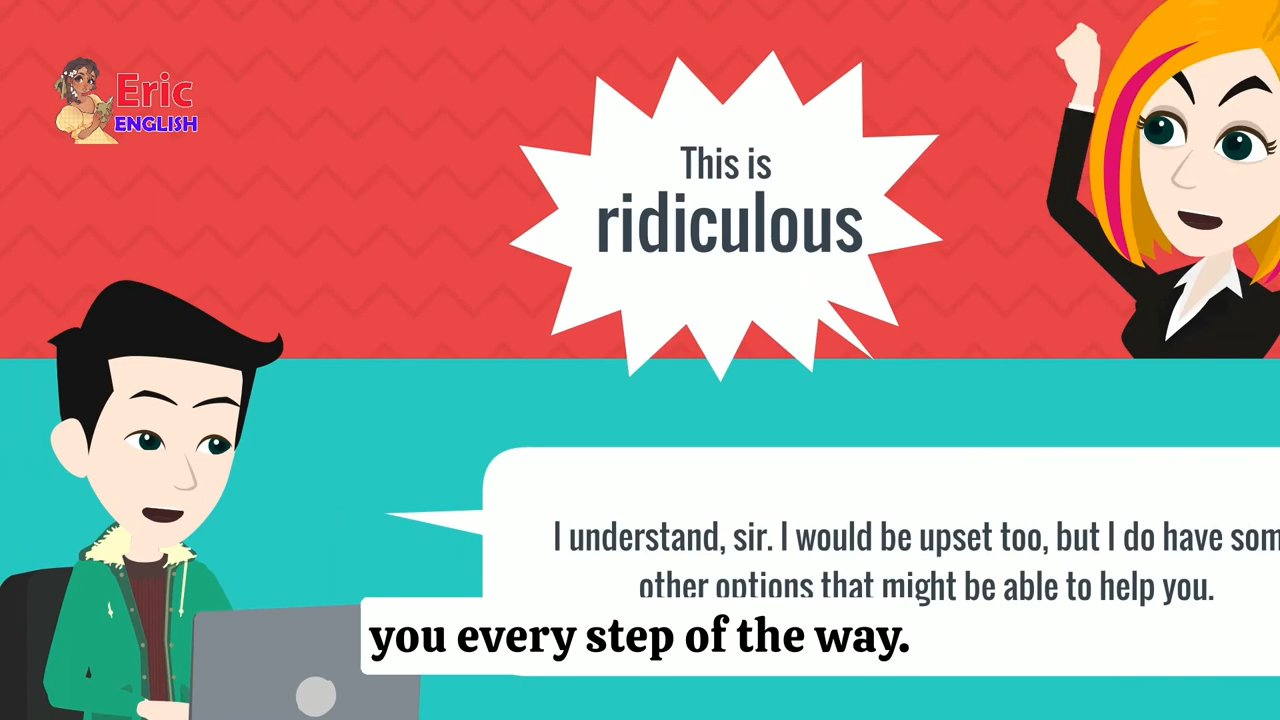 Eric
ENGLISH
This is
ridiculous
I understand, sir. I would be upset too, but I do have som
other options that might be able to help you.
you every step of the way.